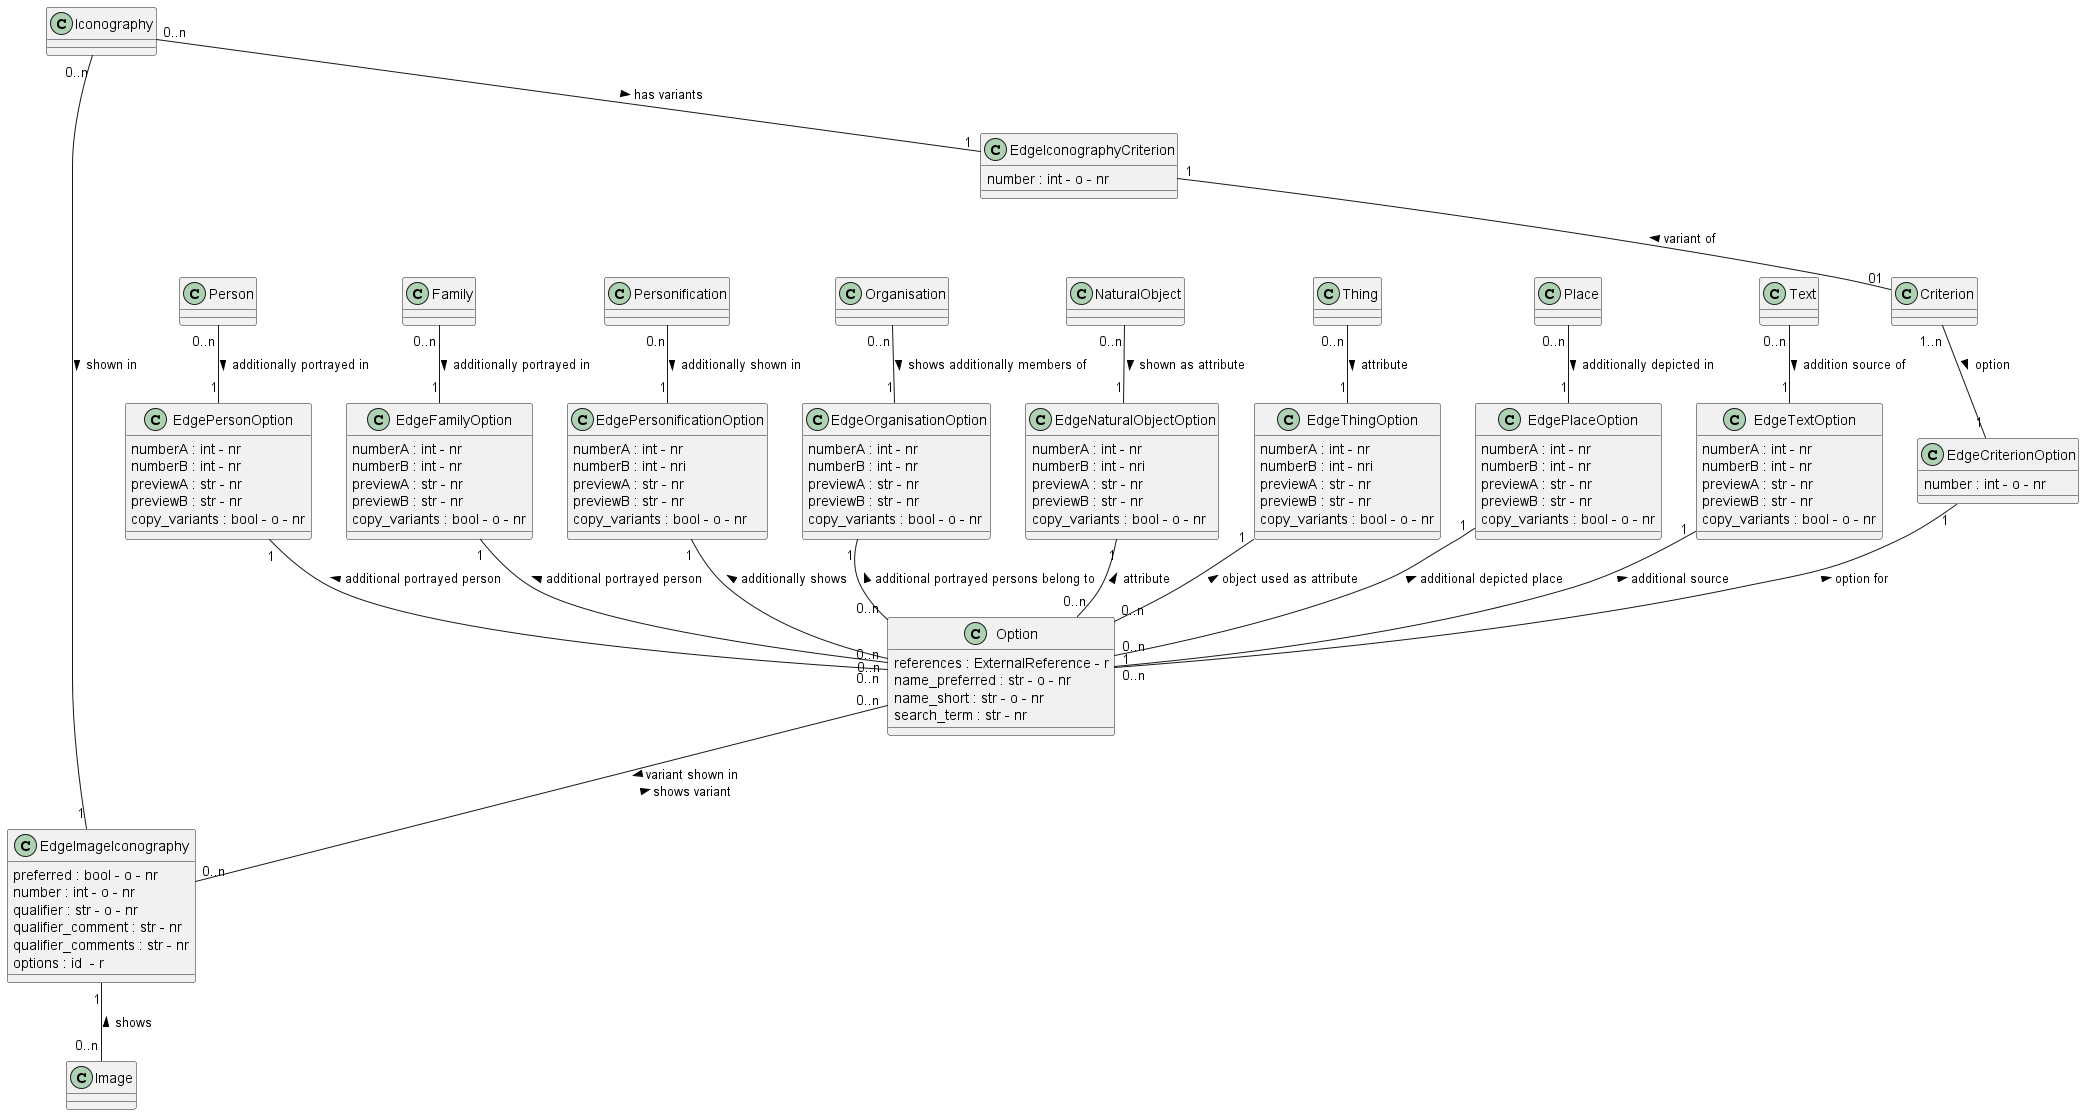 C Iconography
0..n
0..n
has variants
1
C EdgeIconographyCriterion
number : int - o - nr
1
variant of
01
C Person
C Family
C Personification
C Organisation
C NaturalObject
C Thing
C Place
C Text
C Criterion
0..n
0..n
0.n
0..n
0..n
0..n
0..n
0..n
1..n
shown in
additionally portrayed in
additionally portrayed in
additionally shown in
shows additionally members of
shown as attribute
attribute
additionally depicted in
addition source of
option
1
1
1
1
1
1
1
1
1
C EdgePersonOption
numberA : int - nr
numberB : int - nr
previewA : str - nr
previewB : str - nr
copy_variants : bool - o - nr
C EdgeFamilyOption
numberA : int - nr
numberB : int - nr
previewA : str - nr
previewB : str - nr
copy_variants : bool - o - nr
C EdgePersonificationOption
numberA : int - nr
numberB : int - nri
previewA : str - nr
previewB : str - nr
copy_variants : bool - o - nr
C EdgeOrganisationOption
numberA : int - nr
numberB : int - nr
previewA : str - nr
previewB : str - nr
copy_variants : bool - o - nr
C EdgeNaturalObjectOption
numberA : int - nr
numberB : int - nri
previewA : str - nr
previewB : str - nr
copy_variants : bool - o - nr
C EdgeThingOption
numberA : int - nr
numberB : int - nri
previewA : str - nr
previewB : str - nr
copy_variants : bool - o - nr
C EdgePlaceOption
numberA : int - nr
numberB : int - nr
previewA : str - nr
previewB : str - nr
copy_variants : bool - o - nr
C EdgeTextOption
numberA : int - nr
numberB : int - nr
previewA : str - nr
previewB : str - nr
copy_variants : bool - o - nr
C EdgeCriterionOption
number : int - o - nr
1
1
1
1
1
1
1
1
1
additional portrayed person
additional portrayed person
additionally shows
additional portrayed persons belong to
attribute
object used as attribute
additional depicted place
additional source
option for
0..n
0..n
0..n
0..n
0..n
0..n
0..n
0..n
1
0..n
C Option
references : ExternalReference - r
name_preferred : str - o - nr
name_short : str - o - nr
search_term : str - nr
variant shown in
shows variant
1
0..n
C EdgeImageIconography
preferred : bool - o - nr
number : int - o - nr
qualifier : str - o - nr
qualifier_comment : str - nr
qualifier_comments : str - nr
options : id  - r
1
shows
0..n
C Image